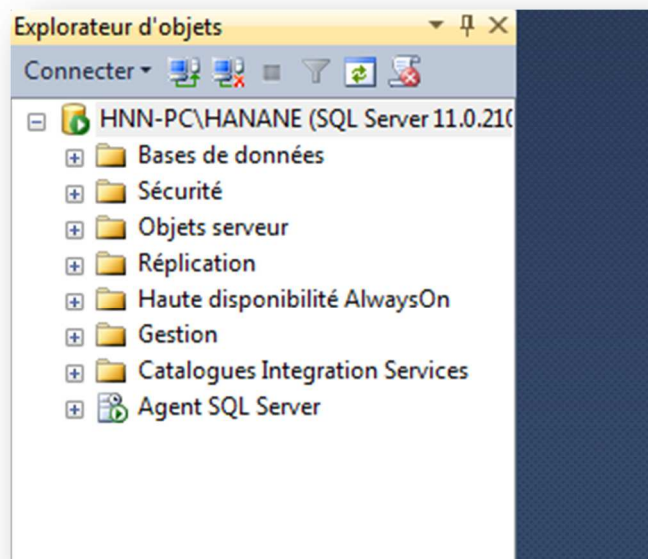 Explorateur d'objets
Connecter
HNN-PC\HANANE (SQL Server 11.0.210
Bases de données
Sécurité
Objets serveur
Réplication
Haute disponibilité AlwaysOn
Gestion
Catalogues Integration Services
Agent SQL Server